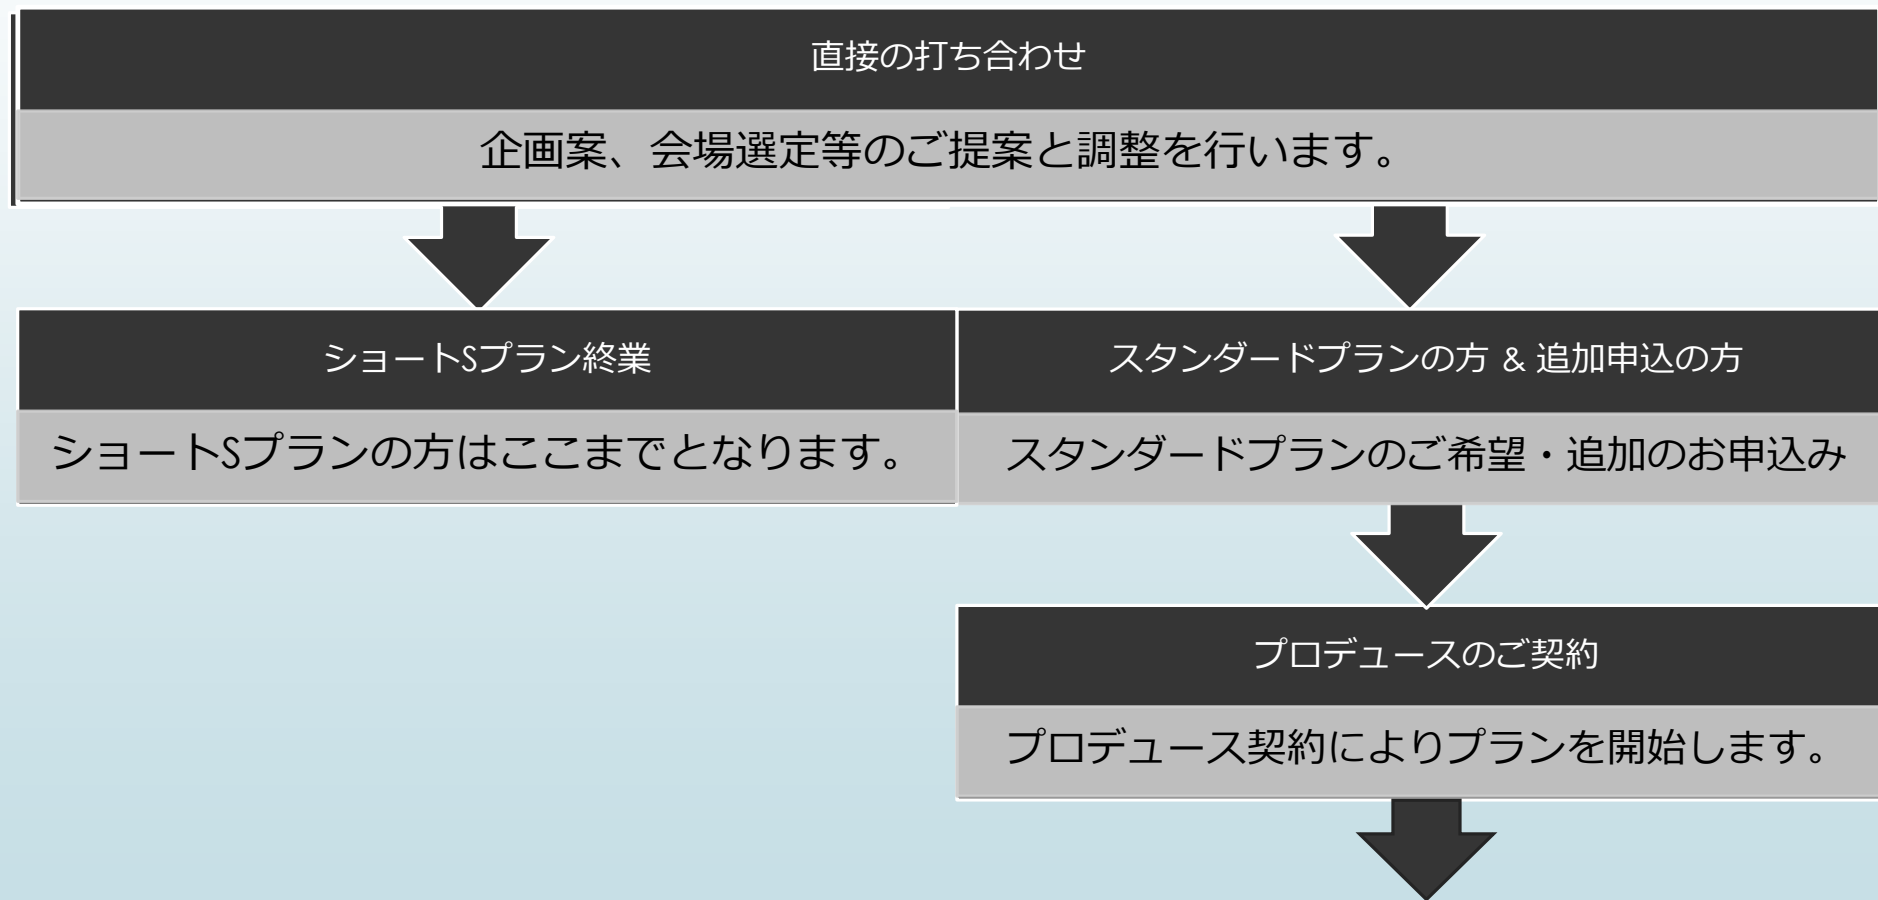 直接の打ち合わせ
企画案、会場選定等のご提案と調整を行います。
ショートSプラン終業
ショートSプランの方はここまでとなります。
スタンダードプランの方 & 追加申込の方
スタンダードプランのご希望・追加のお申込み
プロデュースのご契約
プロデュース契約によりプランを開始します。